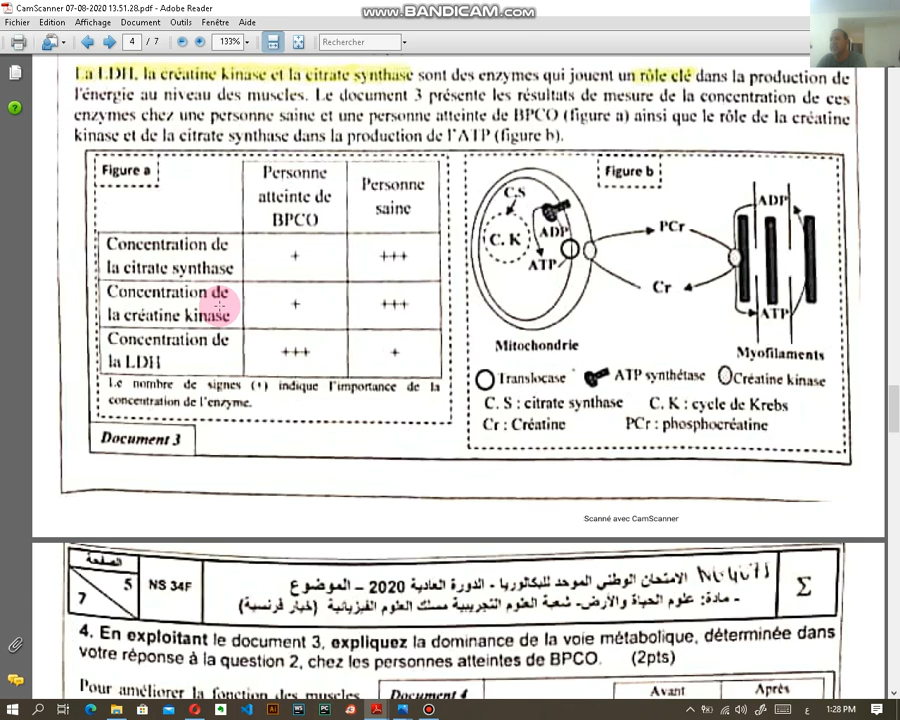 CamScanner 07-08-2020 13.51.28.pdf - Adobe Reader
www.BANDICAM.com
Fichier Edition Affichage Document Outils Fenêtre Aide
4 / 7 133% Rechercher
La LDH, la créatine kinase et la citrate synthase sont des enzymes qui jouent un rôle clé dans la production de
l'énergie au niveau des muscles. Le document 3 présente les résultats de mesure de la concentration de ces
enzymes chez une personne saine et une personne atteinte de BPCO (figure a) ainsi que le rôle de la créatine
kinase et de la citrate synthase dans la production de l'ATP (figure b).
Figure a
Personne atteinte de BPCO
Personne saine
Concentration de la citrate synthase + +++
Concentration de la créatine kinase + +++
Concentration de la LDH +++ +
Le nombre de signes (+) indique l'importance de la
concentration de l'enzyme.
Document 3
Figure b
C.S
C. K
ADP
ATP
PCr
Cr
ADP
ATP
Mitochondrie
Myofilaments
Translocase ATP synthétase Créatine kinase
C. S : citrate synthase C. K : cycle de Krebs
Cr : Créatine PCr : phosphocréatine
Scanné avec CamScanner
الصفحة
5
7
NS 34F
الامتحان الوطني الموحد للبكالوريا - الدورة العادية 2020 – الموضوع
- مادة: علوم الحياة والأرض- شعبة العلوم التجريبية مسلك العلوم الفيزيائية (خيار فرنسية)
Σ
4. En exploitant le document 3, expliquez la dominance de la voie métabolique, déterminée dans
votre réponse à la question 2, chez les personnes atteintes de BPCO. (2pts)
Pour améliorer la fonction des muscles
Document 4
Avant Après
1:28 PM